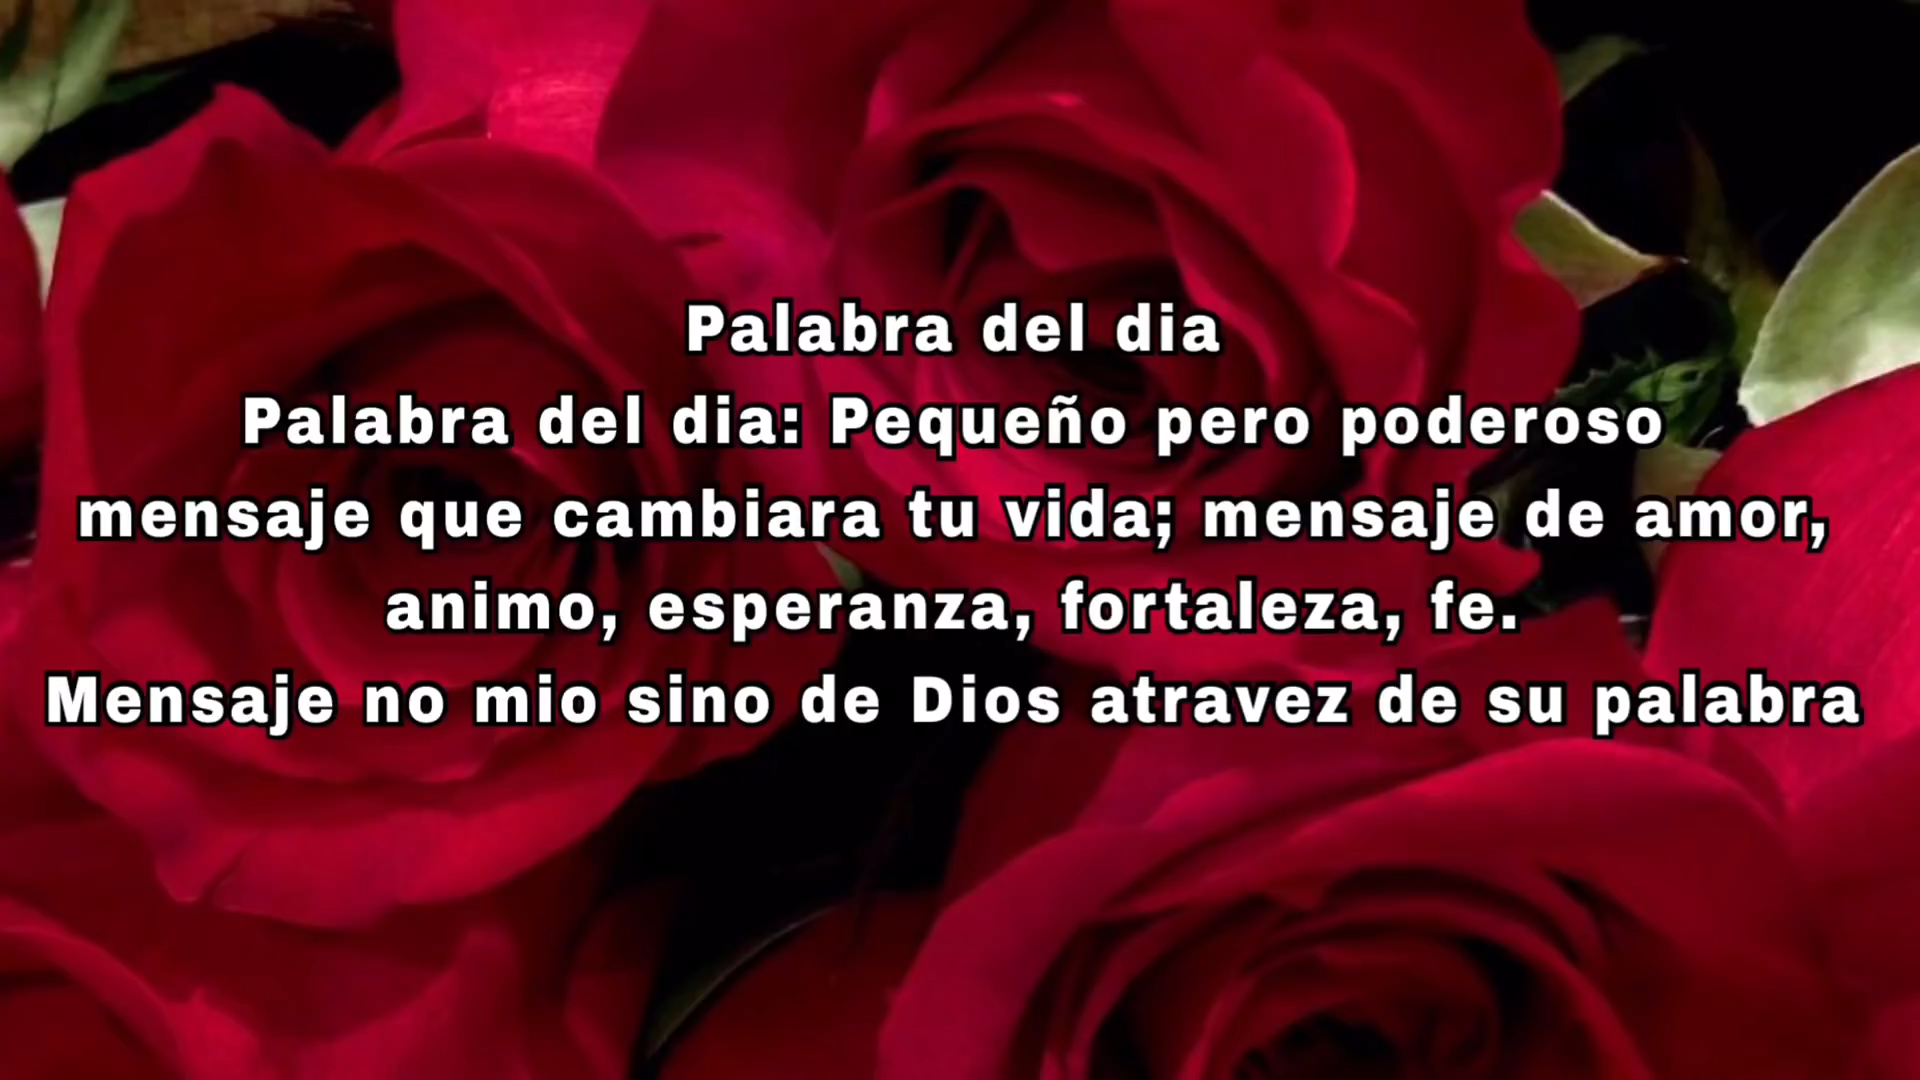 Palabra del dia
Palabra del dia: Pequeño pero poderoso
mensaje que cambiara tu vida; mensaje de amor,
animo, esperanza, fortaleza, fe.
Mensaje no mio sino de Dios atravez de su palabra